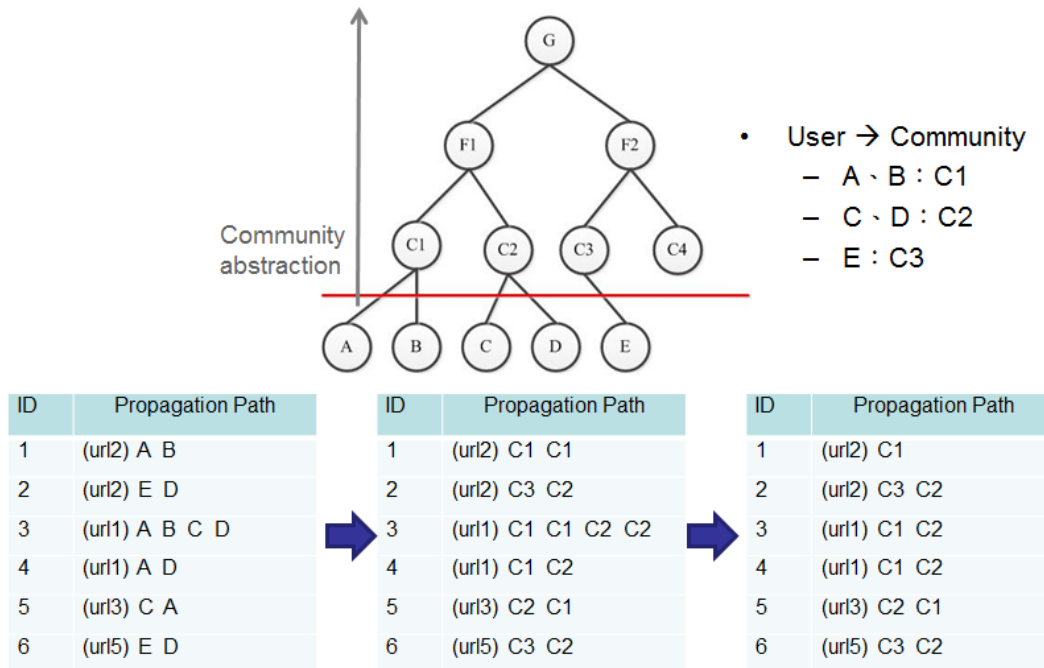 G
F1 F2
C1 C2 C3 C4
A B C D E
Community
abstraction
• User → Community
– A、B：C1
– C、D：C2
– E：C3
ID Propagation Path
1 (url2) A B
2 (url2) E D
3 (url1) A B C D
4 (url1) A D
5 (url3) C A
6 (url5) E D
ID Propagation Path
1 (url2) C1 C1
2 (url2) C3 C2
3 (url1) C1 C1 C2 C2
4 (url1) C1 C2
5 (url3) C2 C1
6 (url5) C3 C2
ID Propagation Path
1 (url2) C1
2 (url2) C3 C2
3 (url1) C1 C2
4 (url1) C1 C2
5 (url3) C2 C1
6 (url5) C3 C2